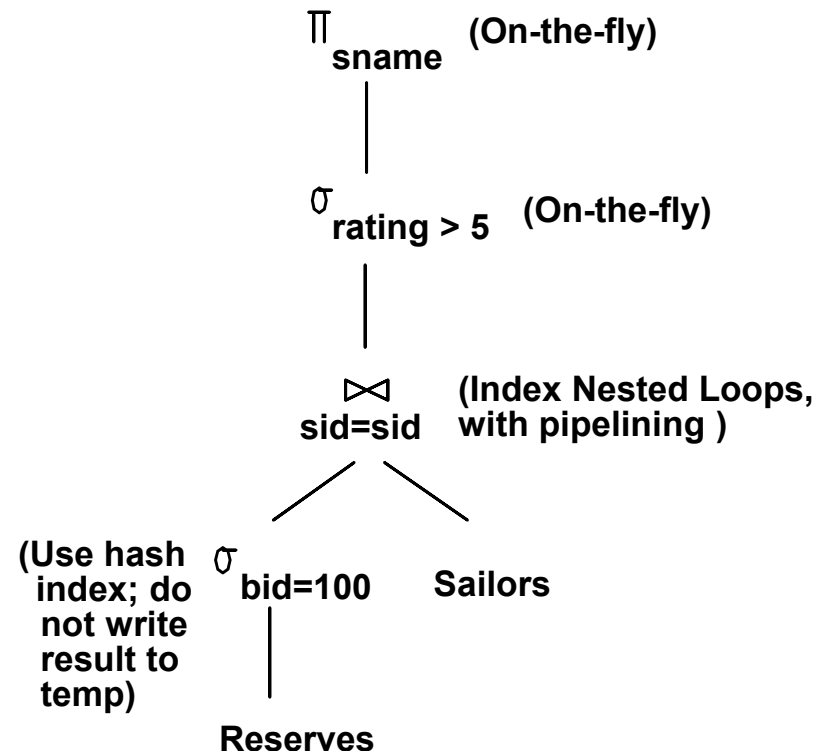 π sname (On-the-fly)
σ rating > 5 (On-the-fly)
⋈ (Index Nested Loops,
sid=sid with pipelining )
(Use hash
index; do
not write
result to
temp)
σ bid=100 Sailors
Reserves